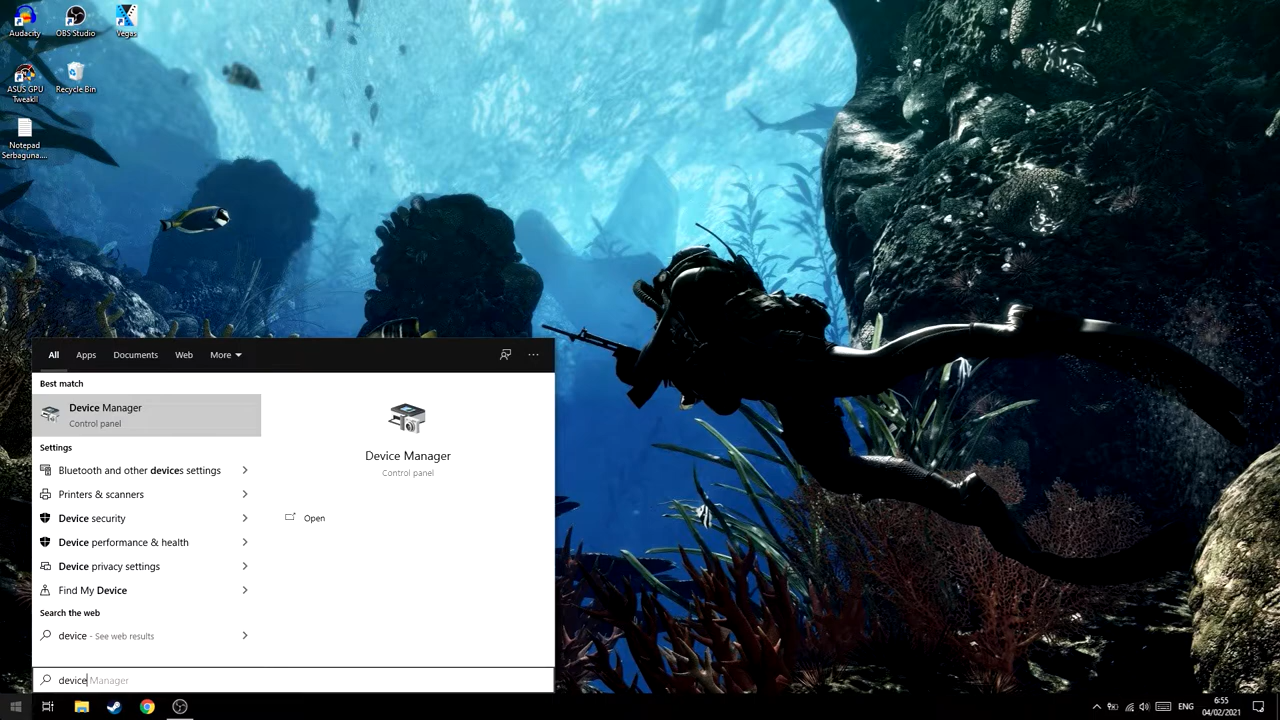 Audacity
OBS Studio
Vegas
ASUS GPU
TweakII
Recycle Bin
Notepad
Serbaguna....
All
Apps
Documents
Web
More
Best match
Device Manager
Control panel
Settings
Bluetooth and other devices settings
Printers & scanners
Device security
Device performance & health
Device privacy settings
Find My Device
Search the web
device - See web results
Device Manager
Control panel
Open
device Manager
ENG
6:55
04/02/2021